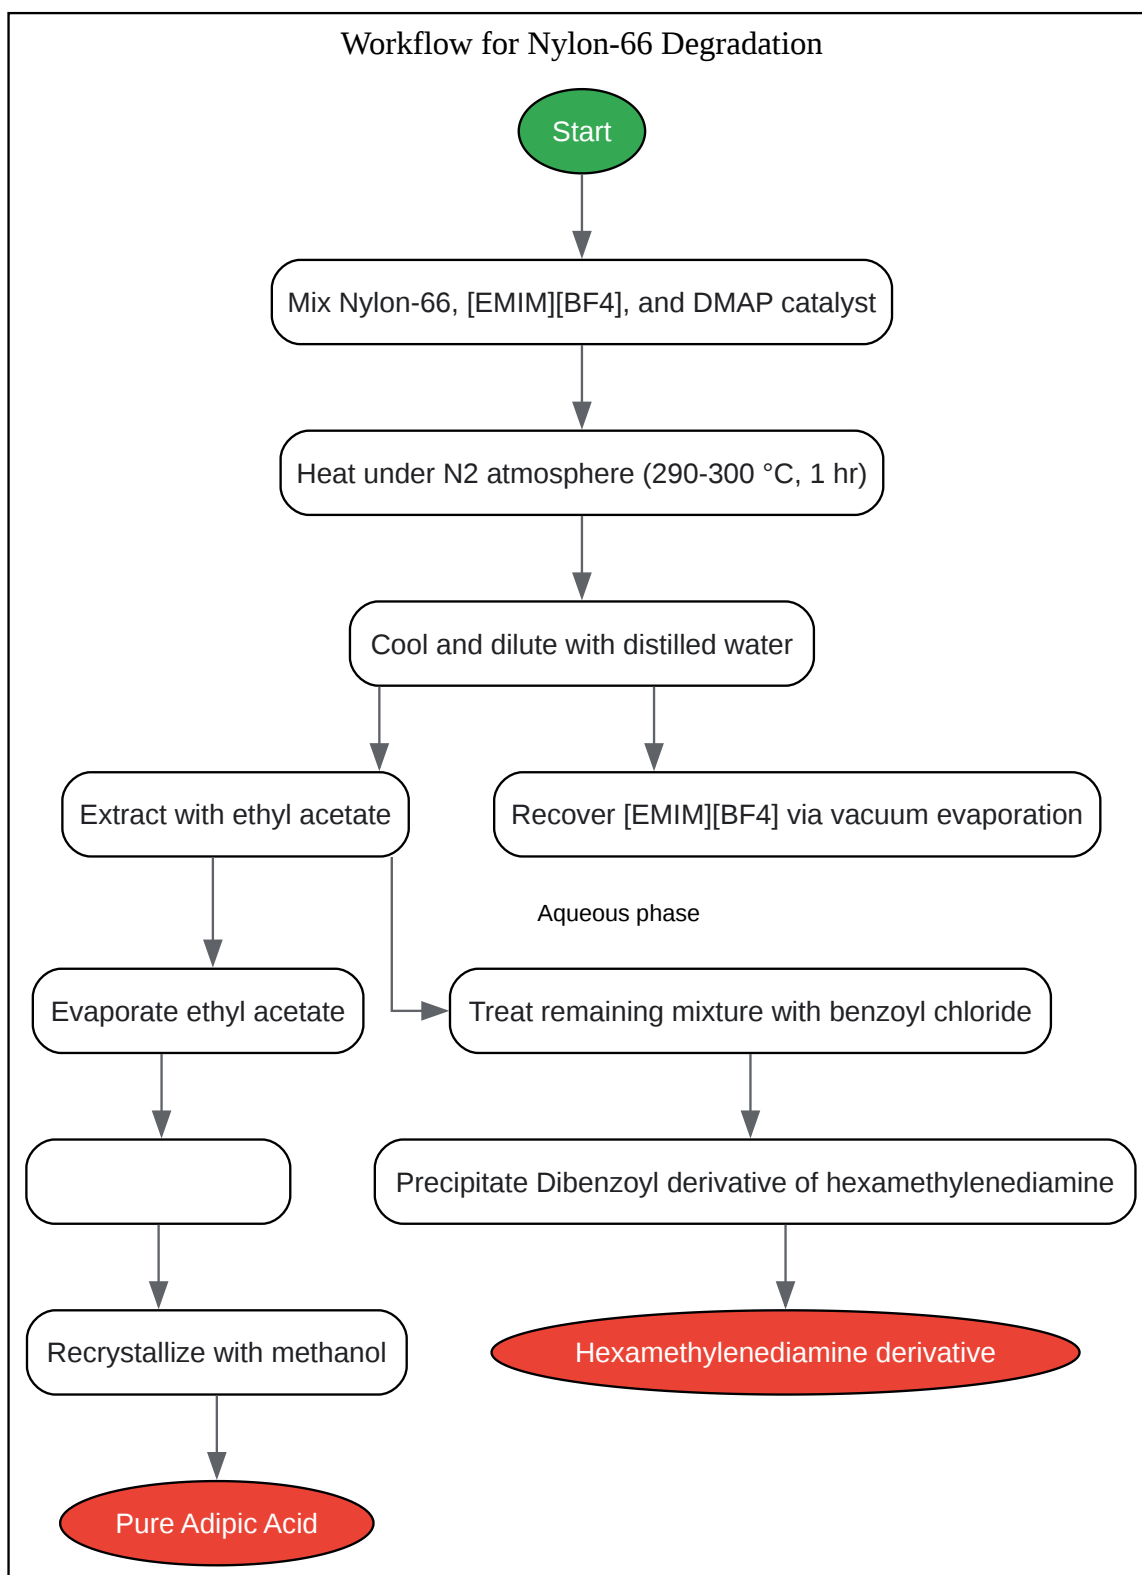 Workflow for Nylon-66 Degradation
Start
Mix Nylon-66, [EMIM][BF4], and DMAP catalyst
Heat under N2 atmosphere (290-300 °C, 1 hr)
Cool and dilute with distilled water
Extract with ethyl acetate
Recover [EMIM][BF4] via vacuum evaporation
Aqueous phase
Evaporate ethyl acetate
Treat remaining mixture with benzoyl chloride
Precipitate Dibenzoyl derivative of hexamethylenediamine
Recrystallize with methanol
Hexamethylenediamine derivative
Pure Adipic Acid